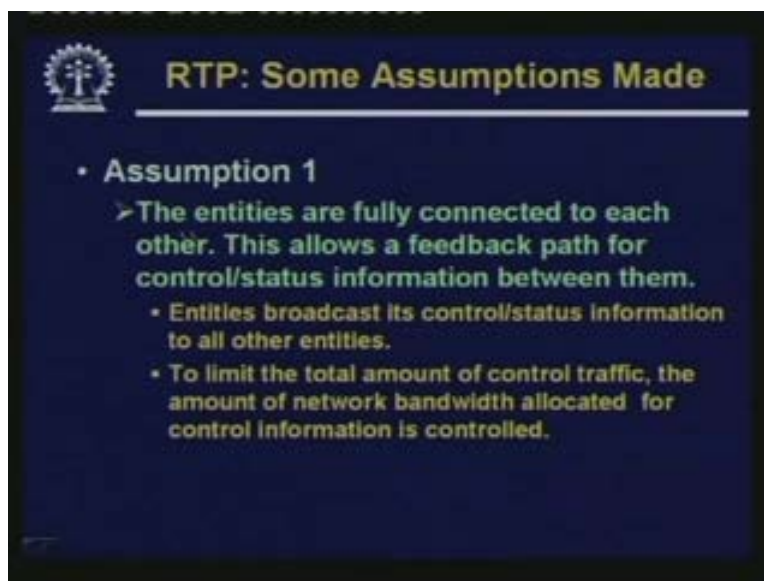 RTP: Some Assumptions Made
• Assumption 1
➢The entities are fully connected to each
other. This allows a feedback path for
control/status information between them.
▪ Entities broadcast its control/status information
to all other entities.
▪ To limit the total amount of control traffic, the
amount of network bandwidth allocated for
control information is controlled.